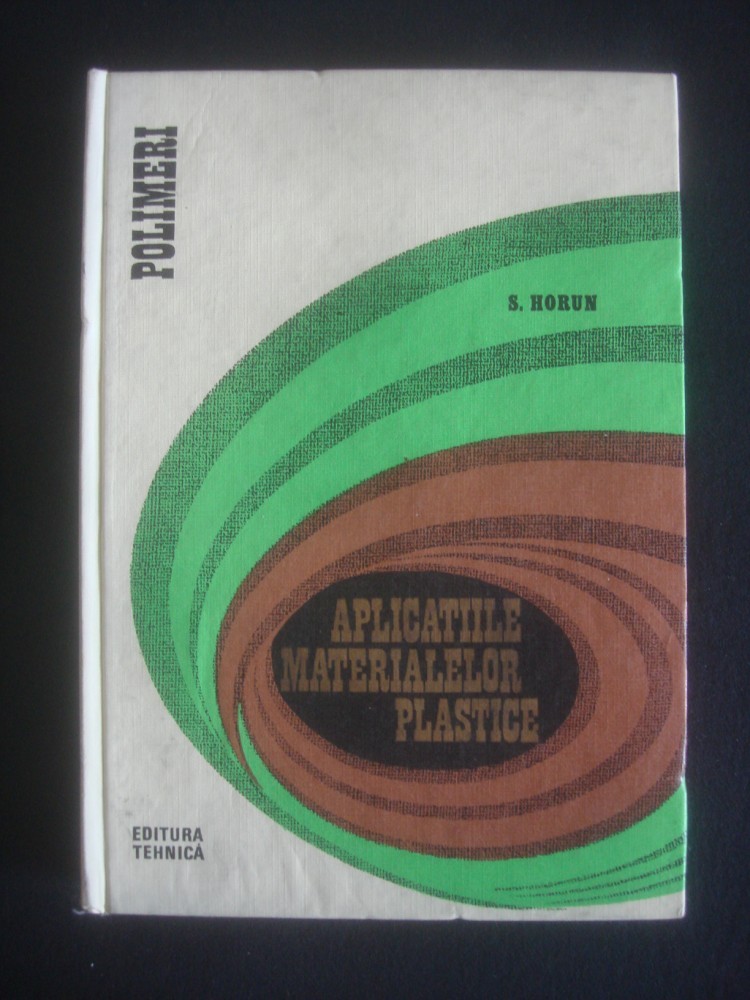 POLIMERI
S. HORUN
APLICATIILE
MATERIALELOR
PLASTICE
EDITURA
TEHNICĂ